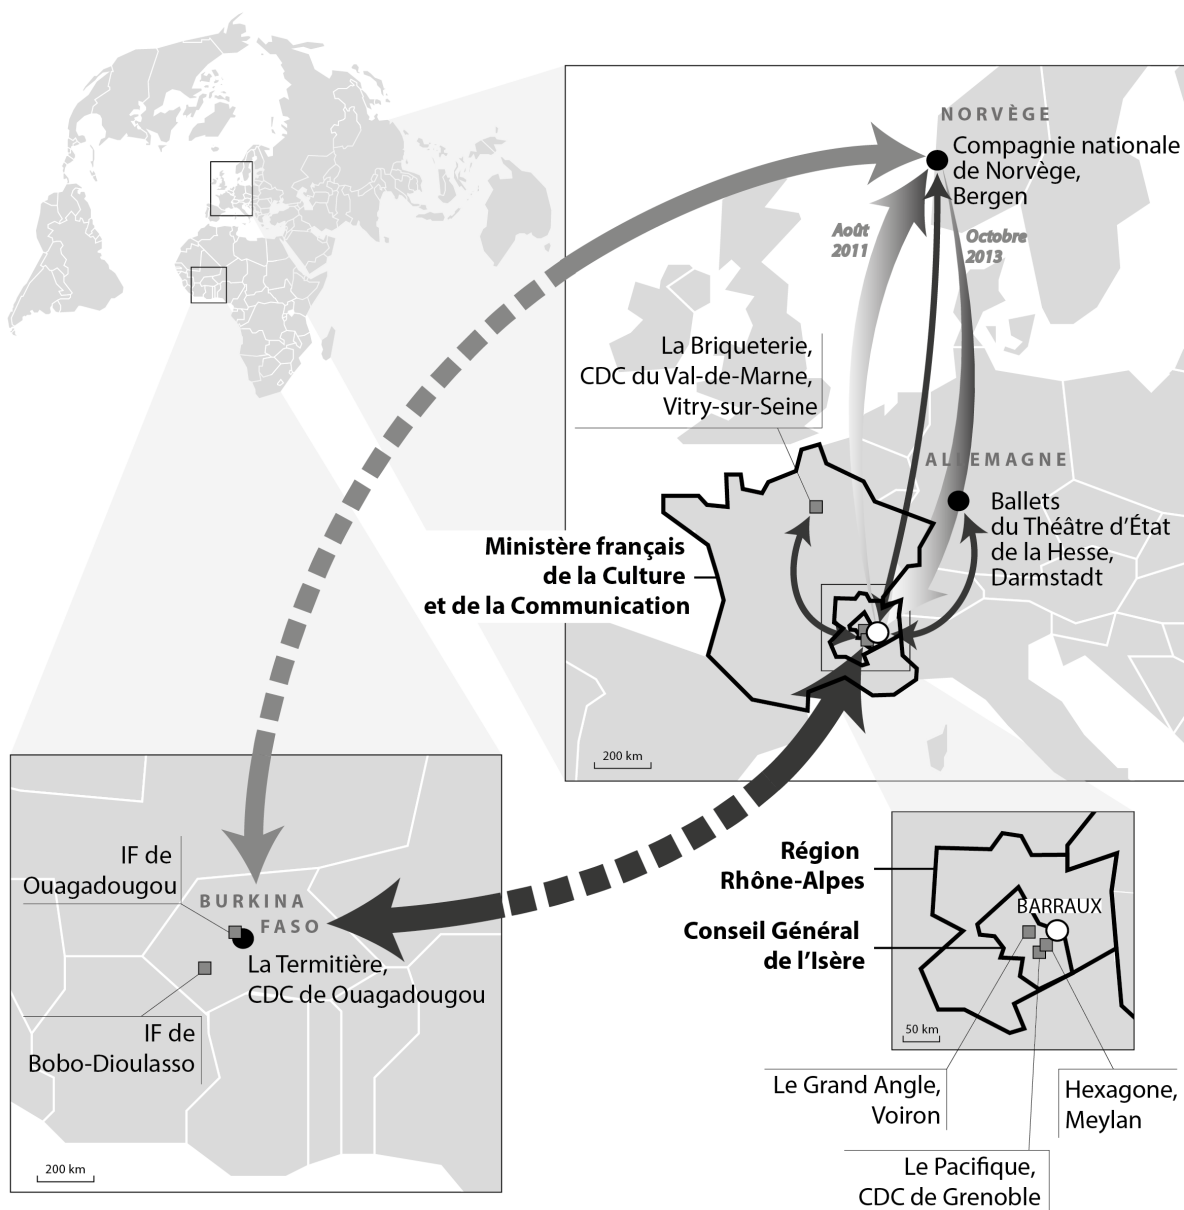 NORVÈGE
Compagnie nationale
de Norvège,
Bergen
Août
2011
Octobre
2013
La Briqueterie,
CDC du Val-de-Marne,
Vitry-sur-Seine
ALLEMAGNE
Ballets
du Théâtre d’État
de la Hesse,
Darmstadt
Ministère français
de la Culture
et de la Communication
200 km
IF de
Ouagadougou
BURKINA
FASO
La Termitière,
CDC de Ouagadougou
IF de
Bobo-Dioulasso
200 km
Région
Rhône-Alpes
BARRAUX
Conseil Général
de l’Isère
50 km
Le Grand Angle,
Voiron
Hexagone,
Meylan
Le Pacifique,
CDC de Grenoble